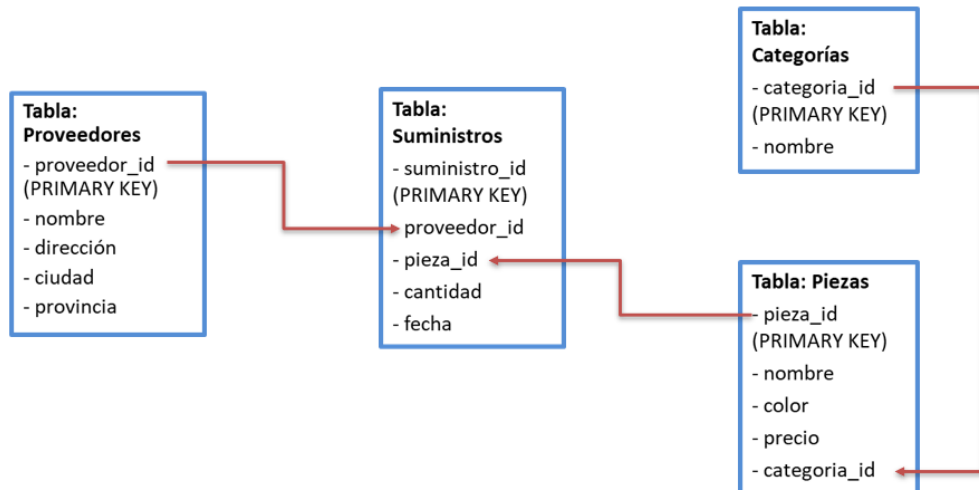 Tabla:
Proveedores
- proveedor_id
(PRIMARY KEY)
- nombre
- dirección
- ciudad
- provincia
Tabla:
Suministros
- suministro_id
(PRIMARY KEY)
proveedor_id
- pieza_id
- cantidad
- fecha
Tabla:
Categorías
- categoria_id
(PRIMARY KEY)
- nombre
Tabla: Piezas
- pieza_id
(PRIMARY KEY)
- nombre
- color
- precio
- categoria_id